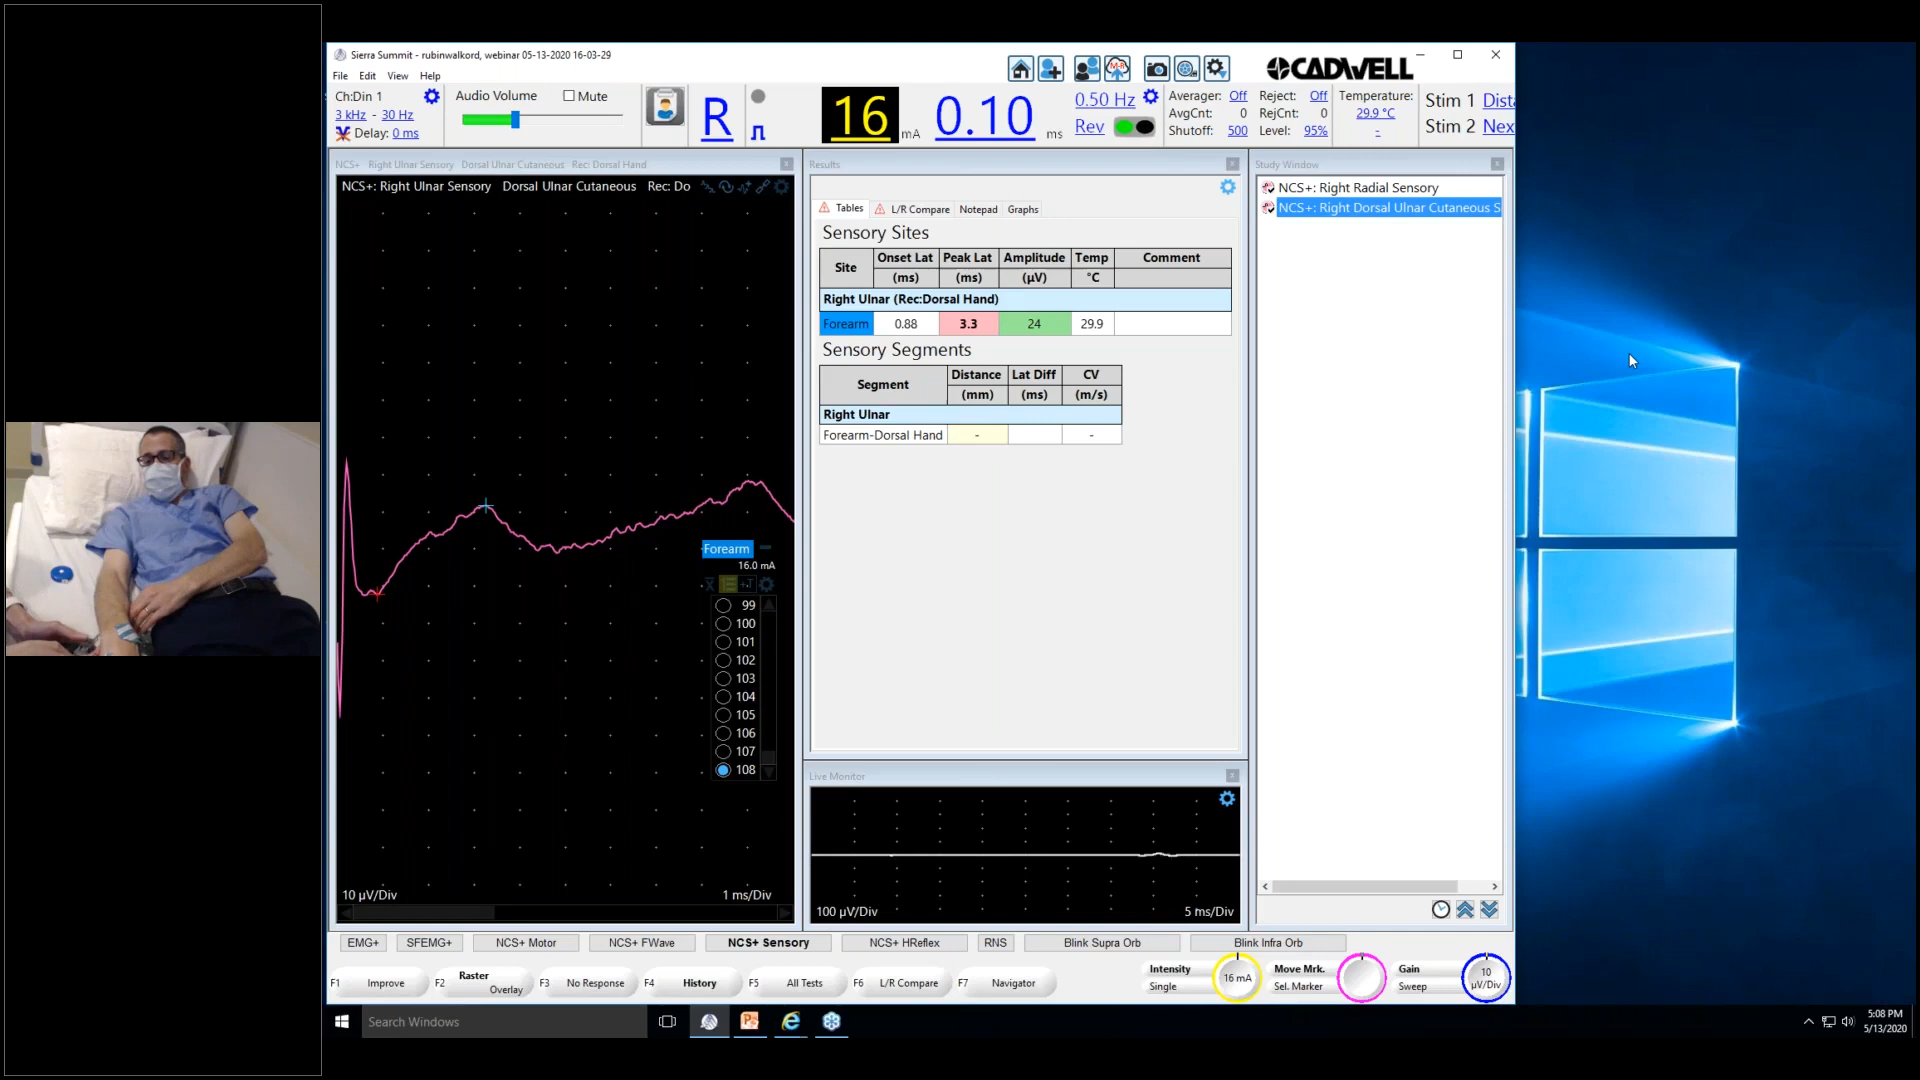 Sierra Summit - rubinwalkord, webinar 05-13-2020 16-03-29
File Edit View Help
CADWELL
Ch:Din 1
3 kHz - 30 Hz
Delay: 0 ms
Audio Volume
Mute
R
16 mA
0.10 ms
0.50 Hz
Rev
Averager: Off
AvgCnt: 0
Shutoff: 500
Reject: Off
RejCnt: 0
Level: 95%
Temperature:
29.9 °C
-
Stim 1 Dista
Stim 2 Nex
NCS+ Right Ulnar Sensory Dorsal Ulnar Cutaneous Rec: Dorsal Hand
NCS+: Right Ulnar Sensory Dorsal Ulnar Cutaneous Rec: Do
Forearm
16.0 mA
99
100
101
102
103
104
105
106
107
108
10 µV/Div
1 ms/Div
Results
Tables L/R Compare Notepad Graphs
Sensory Sites
Site Onset Lat Peak Lat Amplitude Temp Comment
(ms) (ms) (µV) °C
Right Ulnar (Rec:Dorsal Hand)
Forearm 0.88 3.3 24 29.9
Sensory Segments
Segment Distance Lat Diff CV
(mm) (ms) (m/s)
Right Ulnar
Forearm-Dorsal Hand - -
Live Monitor
100 µV/Div
5 ms/Div
Study Window
NCS+: Right Radial Sensory
NCS+: Right Dorsal Ulnar Cutaneous S
EMG+ SFEMG+ NCS+ Motor NCS+ FWave NCS+ Sensory NCS+ HReflex RNS Blink Supra Orb Blink Infra Orb
F1 Improve
F2 Raster Overlay
F3 No Response
F4 History
F5 All Tests
F6 L/R Compare
F7 Navigator
Intensity
Single
16 mA
Move Mrk.
Sel. Marker
Gain
Sweep
10
µV/Div
Search Windows
5:08 PM
5/13/2020